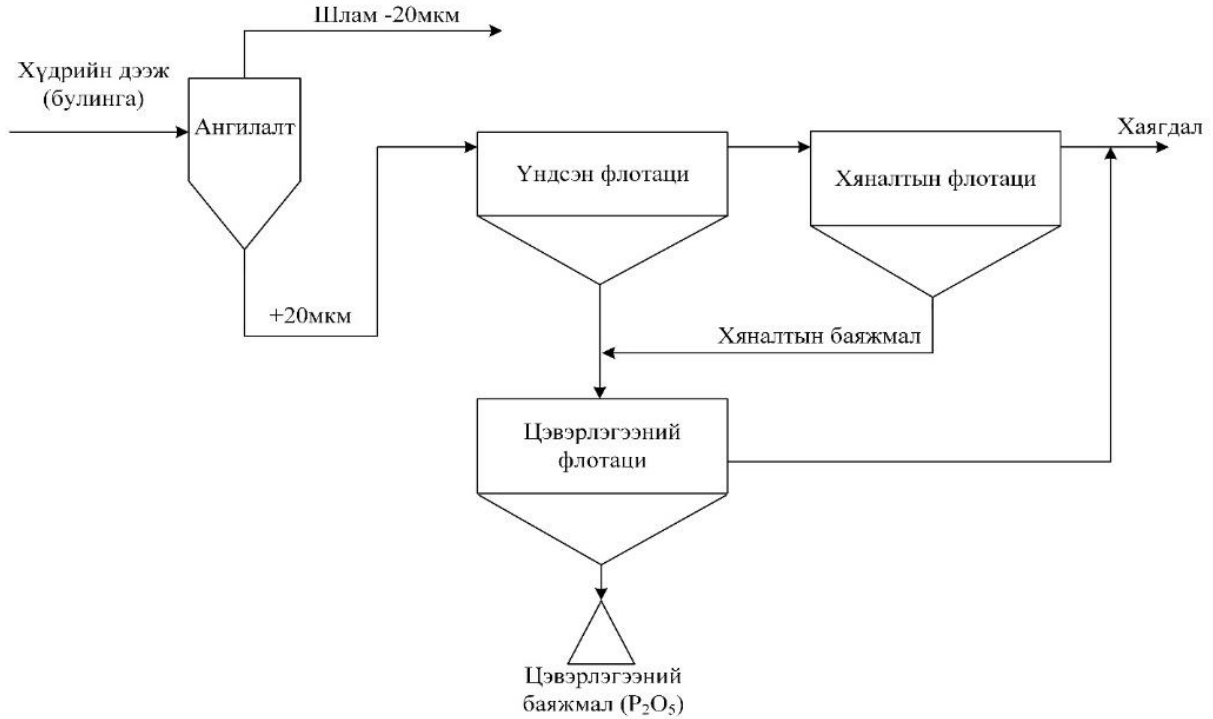 Шлам -20мкм
Хүдрийн дээж
(булинга)
Ангилалт
Хаягдал
Үндсэн флотаци
Хяналтын флотаци
+20мкм
Хяналтын баяжмал
Цэвэрлэгээний
флотаци
Цэвэрлэгээний
баяжмал (P₂O₅)